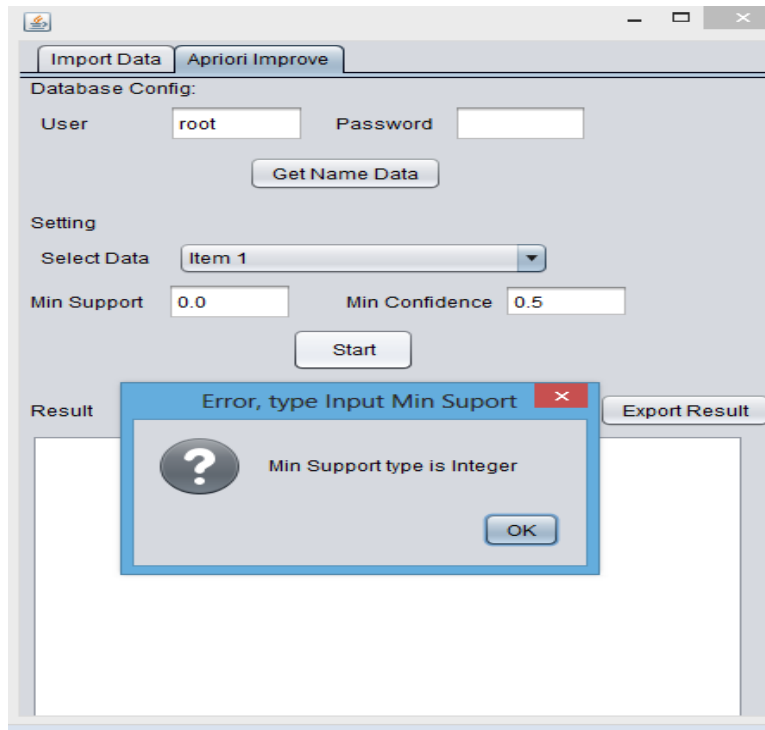 Import Data Apriori Improve
Database Config:
User root Password
Get Name Data
Setting
Select Data Item 1
Min Support 0.0 Min Confidence 0.5
Start
Error, type Input Min Suport
Result Export Result
Min Support type is Integer
OK